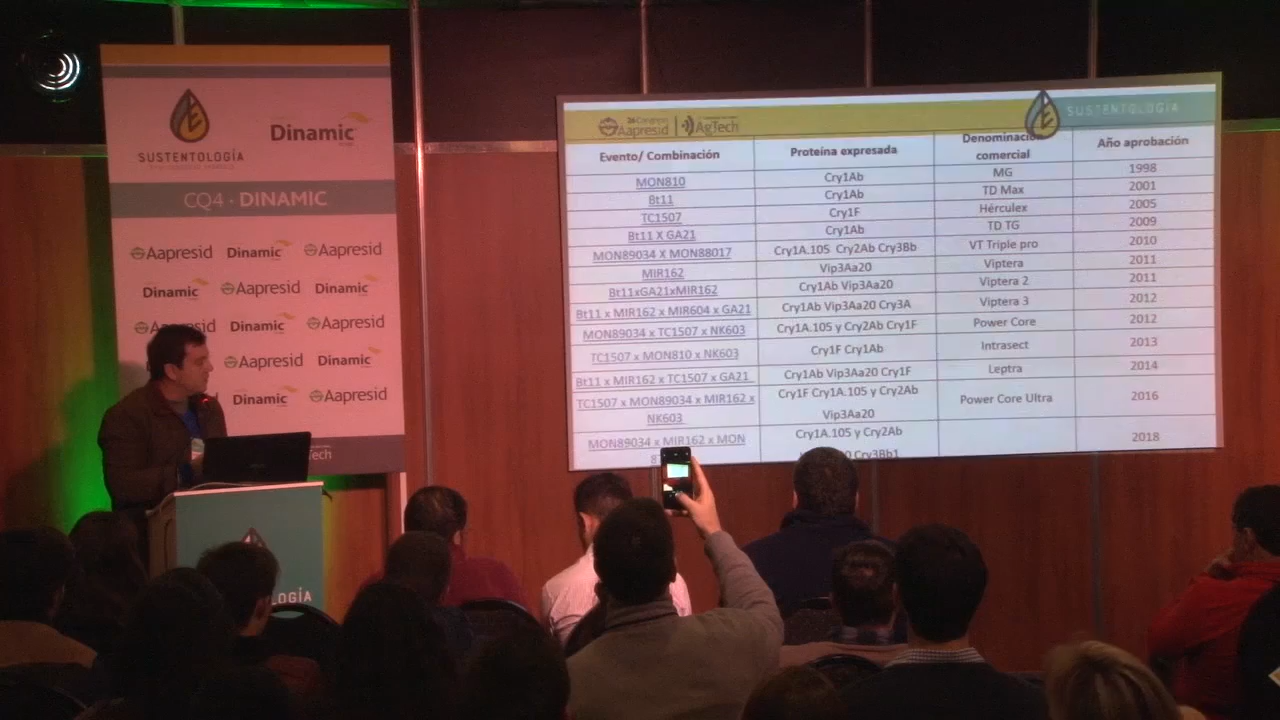 SUSTENTOLOGÍA
Dinamic
CQ4 - DINAMIC
Aapresid Dinamic Aapresid
Dinamic Aapresid Dinamic
Aapresid Dinamic Aapresid
Aapresid Dinamic
Dinamic Aapresid
Tech
OGÍA
Congreso
Aapresid
AgTech
SUSTENTOLOGÍA
Evento/ Combinación Proteína expresada Denominación comercial Año aprobación
MON810 Cry1Ab MG 1998
Bt11 Cry1Ab TD Max 2001
TC1507 Cry1F Hérculex 2005
Bt11 X GA21 Cry1Ab TD TG 2009
MON89034 X MON88017 Cry1A.105 Cry2Ab Cry3Bb VT Triple pro 2010
MIR162 Vip3Aa20 Viptera 2011
Bt11xGA21xMIR162 Cry1Ab Vip3Aa20 Viptera 2 2011
Bt11 x MIR162 x MIR604 x GA21 Cry1Ab Vip3Aa20 Cry3A Viptera 3 2012
MON89034 x TC1507 x NK603 Cry1A.105 y Cry2Ab Cry1F Power Core 2012
TC1507 x MON810 x NK603 Cry1F Cry1Ab Intrasect 2013
Bt11 x MIR162 x TC1507 x GA21 Cry1Ab Vip3Aa20 Cry1F Leptra 2014
TC1507 x MON89034 x MIR162 x Cry1F Cry1A.105 y Cry2Ab Power Core Ultra 2016
NK603 Vip3Aa20
MON89034 x MIR162 x MON Cry1A.105 y Cry2Ab 2018
Cry3Bb1